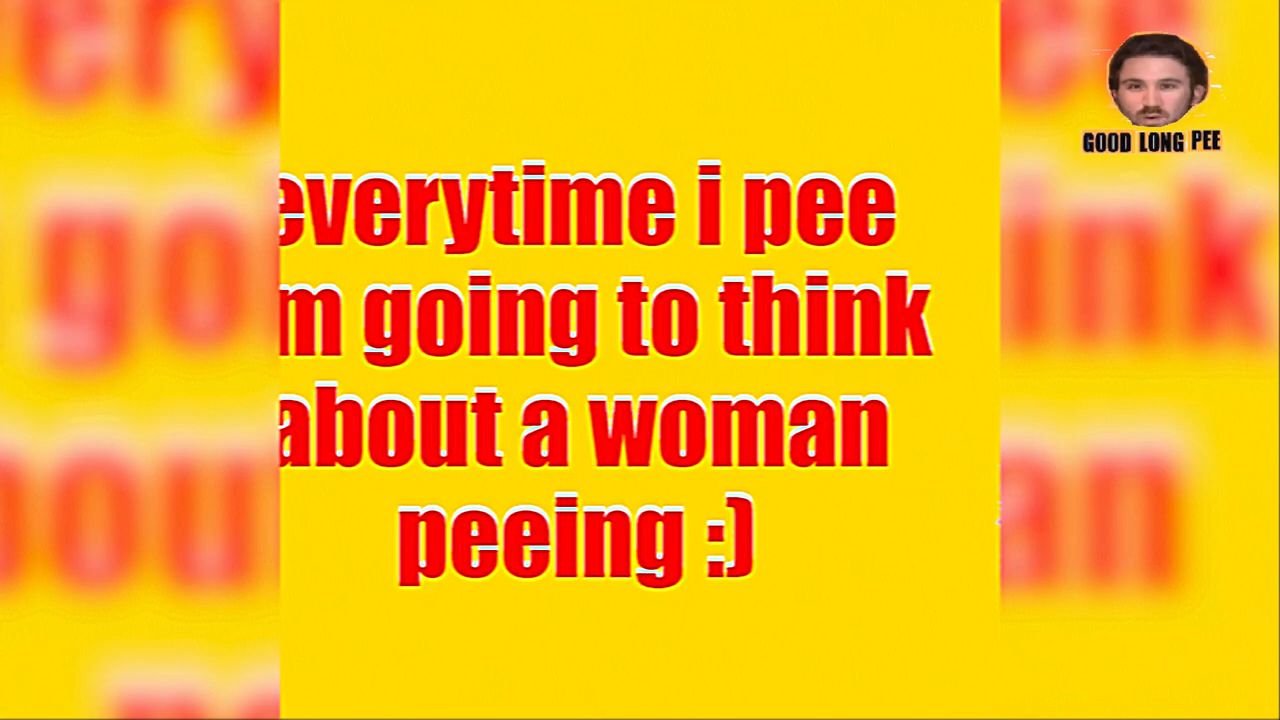 everytime i pee
m going to think
about a woman
peeing :)
GOOD LONG PEE